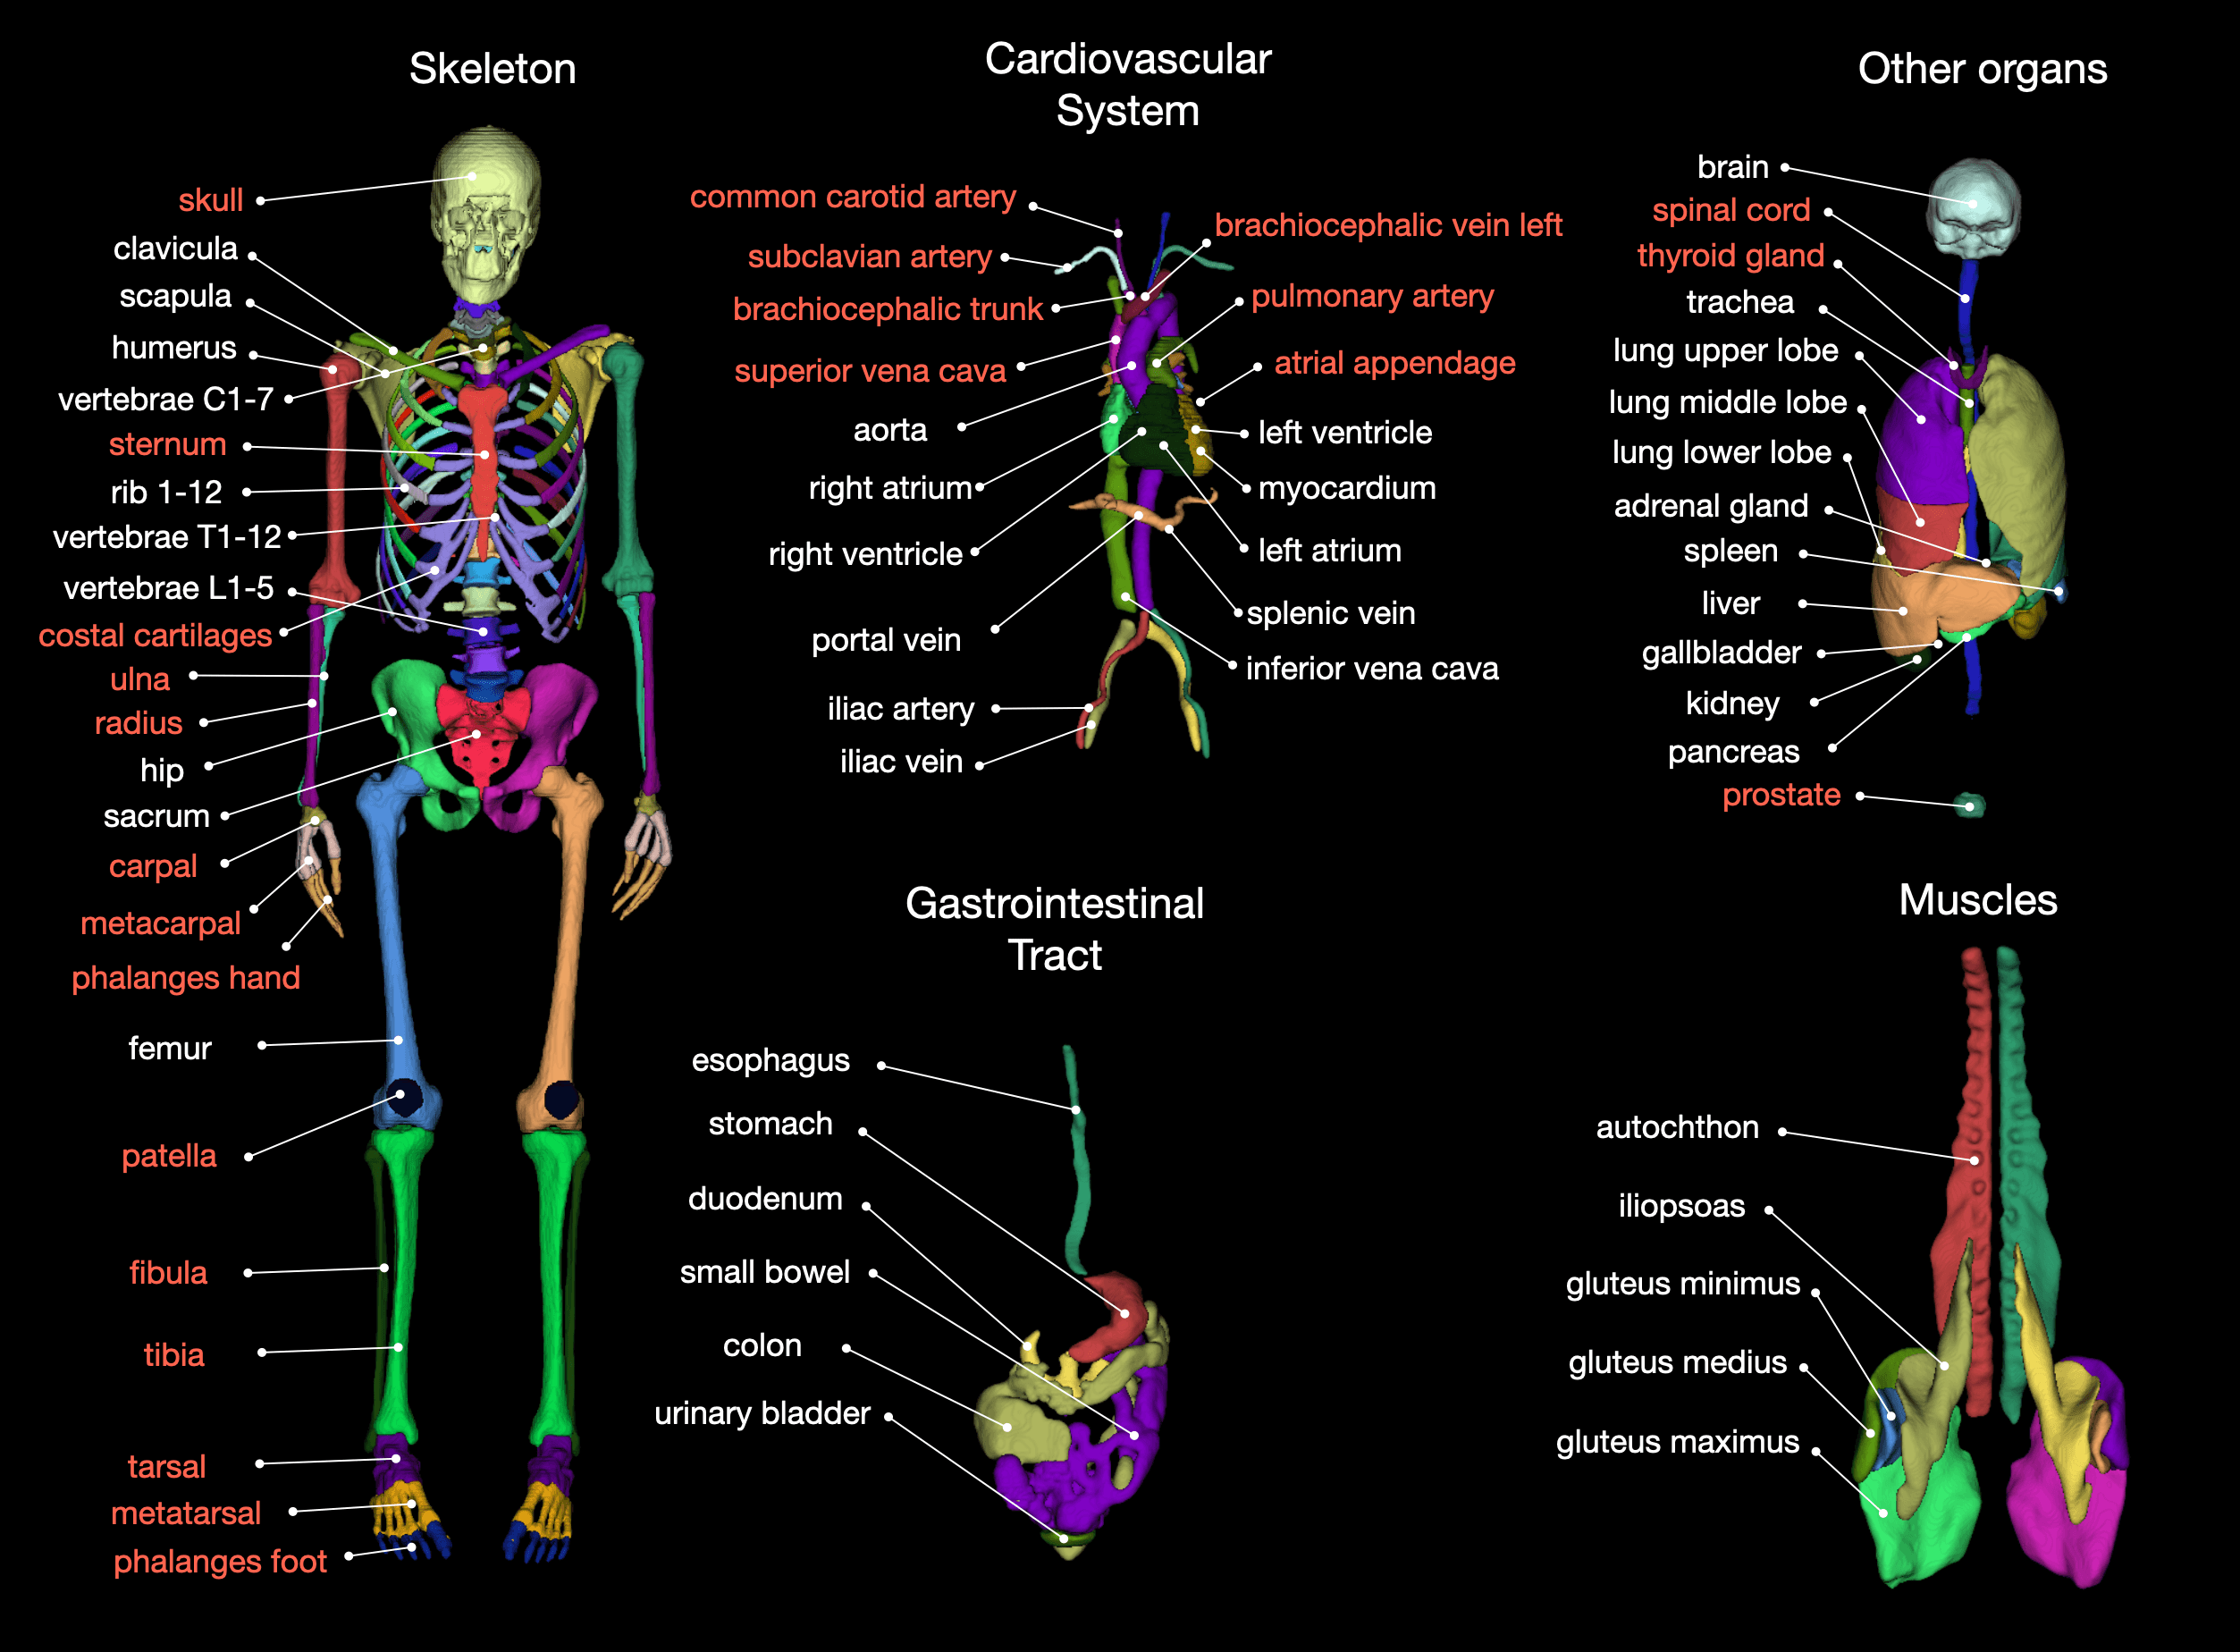 Skeleton
skull
clavicula
scapula
humerus
vertebrae C1-7
sternum
rib 1-12
vertebrae T1-12
vertebrae L1-5
costal cartilages
ulna
radius
hip
sacrum
carpal
metacarpal
phalanges hand
femur
patella
fibula
tibia
tarsal
metatarsal
phalanges foot
Cardiovascular
System
common carotid artery
subclavian artery
brachiocephalic trunk
superior vena cava
aorta
right atrium
right ventricle
portal vein
iliac artery
iliac vein
brachiocephalic vein left
pulmonary artery
atrial appendage
left ventricle
myocardium
left atrium
splenic vein
inferior vena cava
Gastrointestinal
Tract
esophagus
stomach
duodenum
small bowel
colon
urinary bladder
Other organs
brain
spinal cord
thyroid gland
trachea
lung upper lobe
lung middle lobe
lung lower lobe
adrenal gland
spleen
liver
gallbladder
kidney
pancreas
prostate
Muscles
autochthon
iliopsoas
gluteus minimus
gluteus medius
gluteus maximus